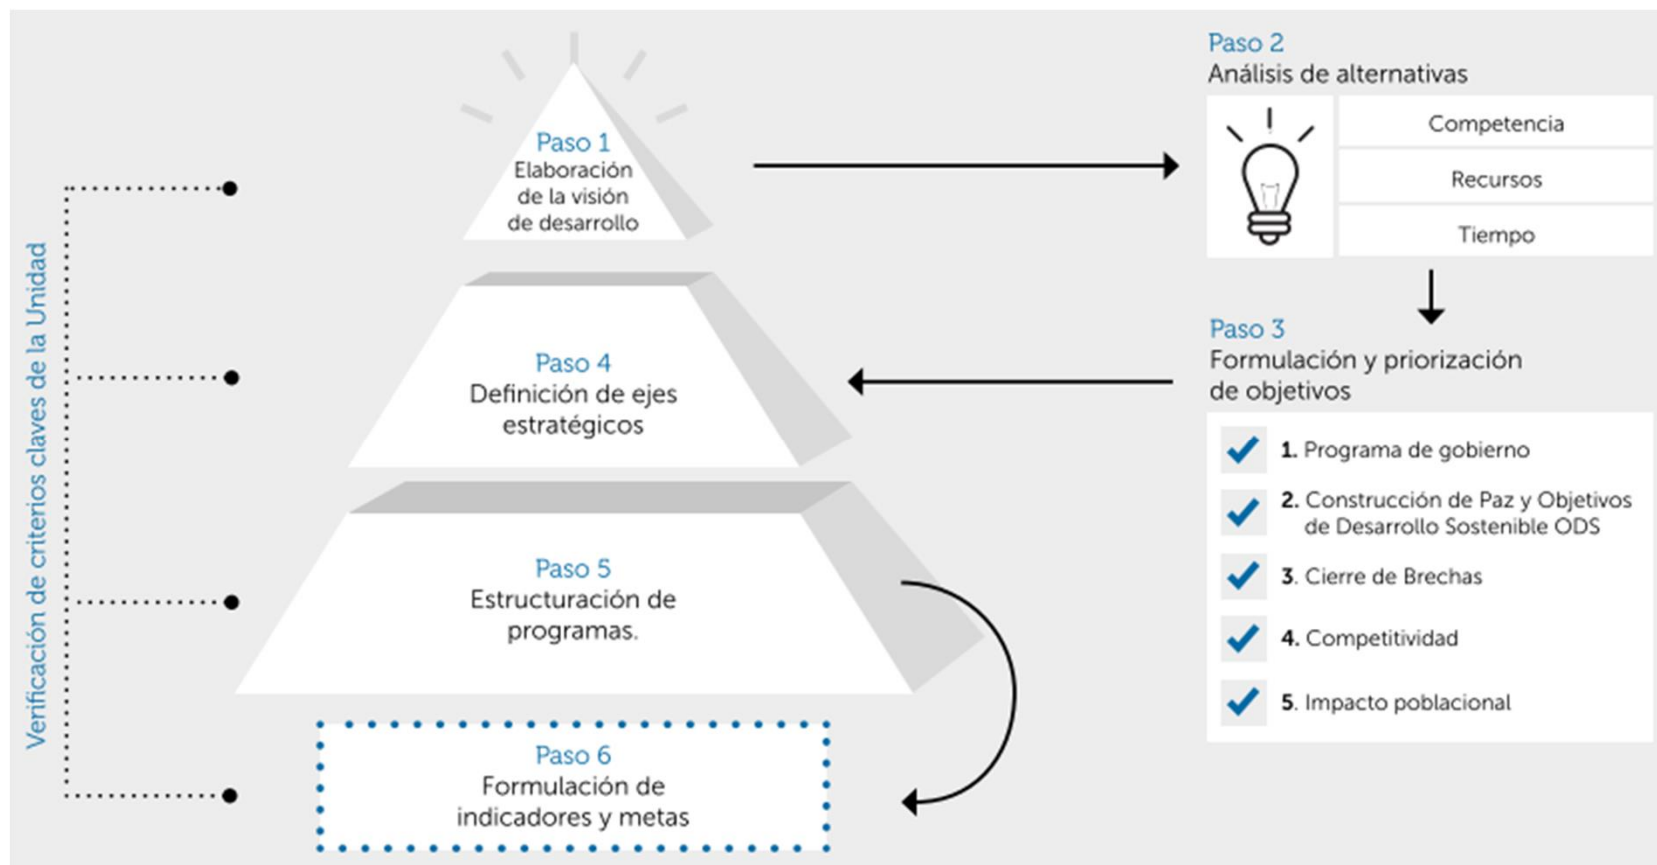 Verificación de criterios claves de la Unidad
Paso 1
Elaboración
de la visión
de desarrollo
Paso 2
Análisis de alternativas
Competencia
Recursos
Tiempo
Paso 3
Formulación y priorización
de objetivos
1. Programa de gobierno
2. Construcción de Paz y Objetivos
de Desarrollo Sostenible ODS
3. Cierre de Brechas
4. Competitividad
5. Impacto poblacional
Paso 4
Definición de ejes
estratégicos
Paso 5
Estructuración de
programas.
Paso 6
Formulación de
indicadores y metas